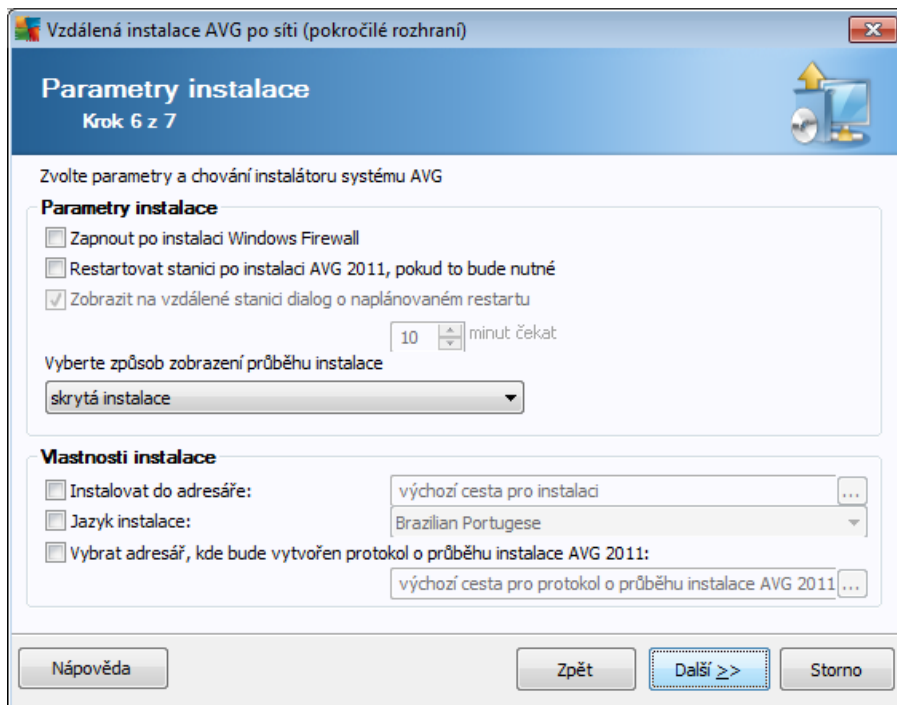 Vzdálená instalace AVG po síti (pokročilé rozhraní)
Parametry instalace
Krok 6 z 7
Zvolte parametry a chování instalátoru systému AVG
Parametry instalace
Zapnout po instalaci Windows Firewall
Restartovat stanici po instalaci AVG 2011, pokud to bude nutné
Zobrazit na vzdálené stanici dialog o naplánovaném restartu
10 minut čekat
Vyberte způsob zobrazení průběhu instalace
skrytá instalace
Vlastnosti instalace
Instalovat do adresáře: výchozí cesta pro instalaci ...
Jazyk instalace: Brazilian Portugese
Vybrat adresář, kde bude vytvořen protokol o průběhu instalace AVG 2011:
výchozí cesta pro protokol o průběhu instalace AVG 2011 ...
Nápověda Zpět Další >> Storno